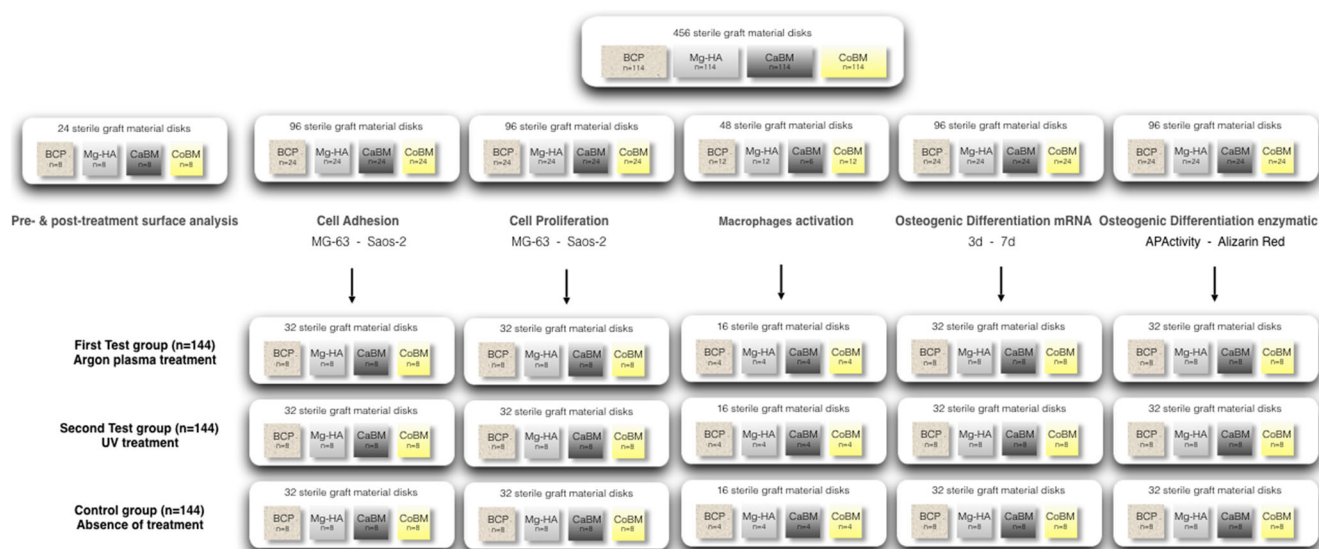 456 sterile graft material disks
BCP Mg-HA CaBM CoBM
n=114 n=114 n=114 n=114
24 sterile graft material disks
BCP Mg-HA CaBM CoBM
n=8 n=8 n=8 n=8
96 sterile graft material disks
BCP Mg-HA CaBM CoBM
n=24 n=24 n=24 n=24
96 sterile graft material disks
BCP Mg-HA CaBM CoBM
n=24 n=24 n=24 n=24
48 sterile graft material disks
BCP Mg-HA CaBM CoBM
n=12 n=12 n=6 n=12
96 sterile graft material disks
BCP Mg-HA CaBM CoBM
n=24 n=24 n=24 n=24
96 sterile graft material disks
BCP Mg-HA CaBM CoBM
n=24 n=24 n=24 n=24
Pre- & post-treatment surface analysis
Cell Adhesion
MG-63 - Saos-2
Cell Proliferation
MG-63 - Saos-2
Macrophages activation
Osteogenic Differentiation mRNA
3d - 7d
Osteogenic Differentiation enzymatic
APActivity - Alizarin Red
First Test group (n=144)
Argon plasma treatment
32 sterile graft material disks
BCP Mg-HA CaBM CoBM
n=8 n=8 n=8 n=8
32 sterile graft material disks
BCP Mg-HA CaBM CoBM
n=8 n=8 n=8 n=8
16 sterile graft material disks
BCP Mg-HA CaBM CoBM
n=4 n=4 n=4 n=4
32 sterile graft material disks
BCP Mg-HA CaBM CoBM
n=8 n=8 n=8 n=8
32 sterile graft material disks
BCP Mg-HA CaBM CoBM
n=8 n=8 n=8 n=8
Second Test group (n=144)
UV treatment
32 sterile graft material disks
BCP Mg-HA CaBM CoBM
n=8 n=8 n=8 n=8
32 sterile graft material disks
BCP Mg-HA CaBM CoBM
n=8 n=8 n=8 n=8
16 sterile graft material disks
BCP Mg-HA CaBM CoBM
n=4 n=4 n=4 n=4
32 sterile graft material disks
BCP Mg-HA CaBM CoBM
n=8 n=8 n=8 n=8
32 sterile graft material disks
BCP Mg-HA CaBM CoBM
n=8 n=8 n=8 n=8
Control group (n=144)
Absence of treatment
32 sterile graft material disks
BCP Mg-HA CaBM CoBM
n=8 n=8 n=8 n=8
32 sterile graft material disks
BCP Mg-HA CaBM CoBM
n=8 n=8 n=8 n=8
16 sterile graft material disks
BCP Mg-HA CaBM CoBM
n=4 n=4 n=4 n=4
32 sterile graft material disks
BCP Mg-HA CaBM CoBM
n=8 n=8 n=8 n=8
32 sterile graft material disks
BCP Mg-HA CaBM CoBM
n=8 n=8 n=8 n=8